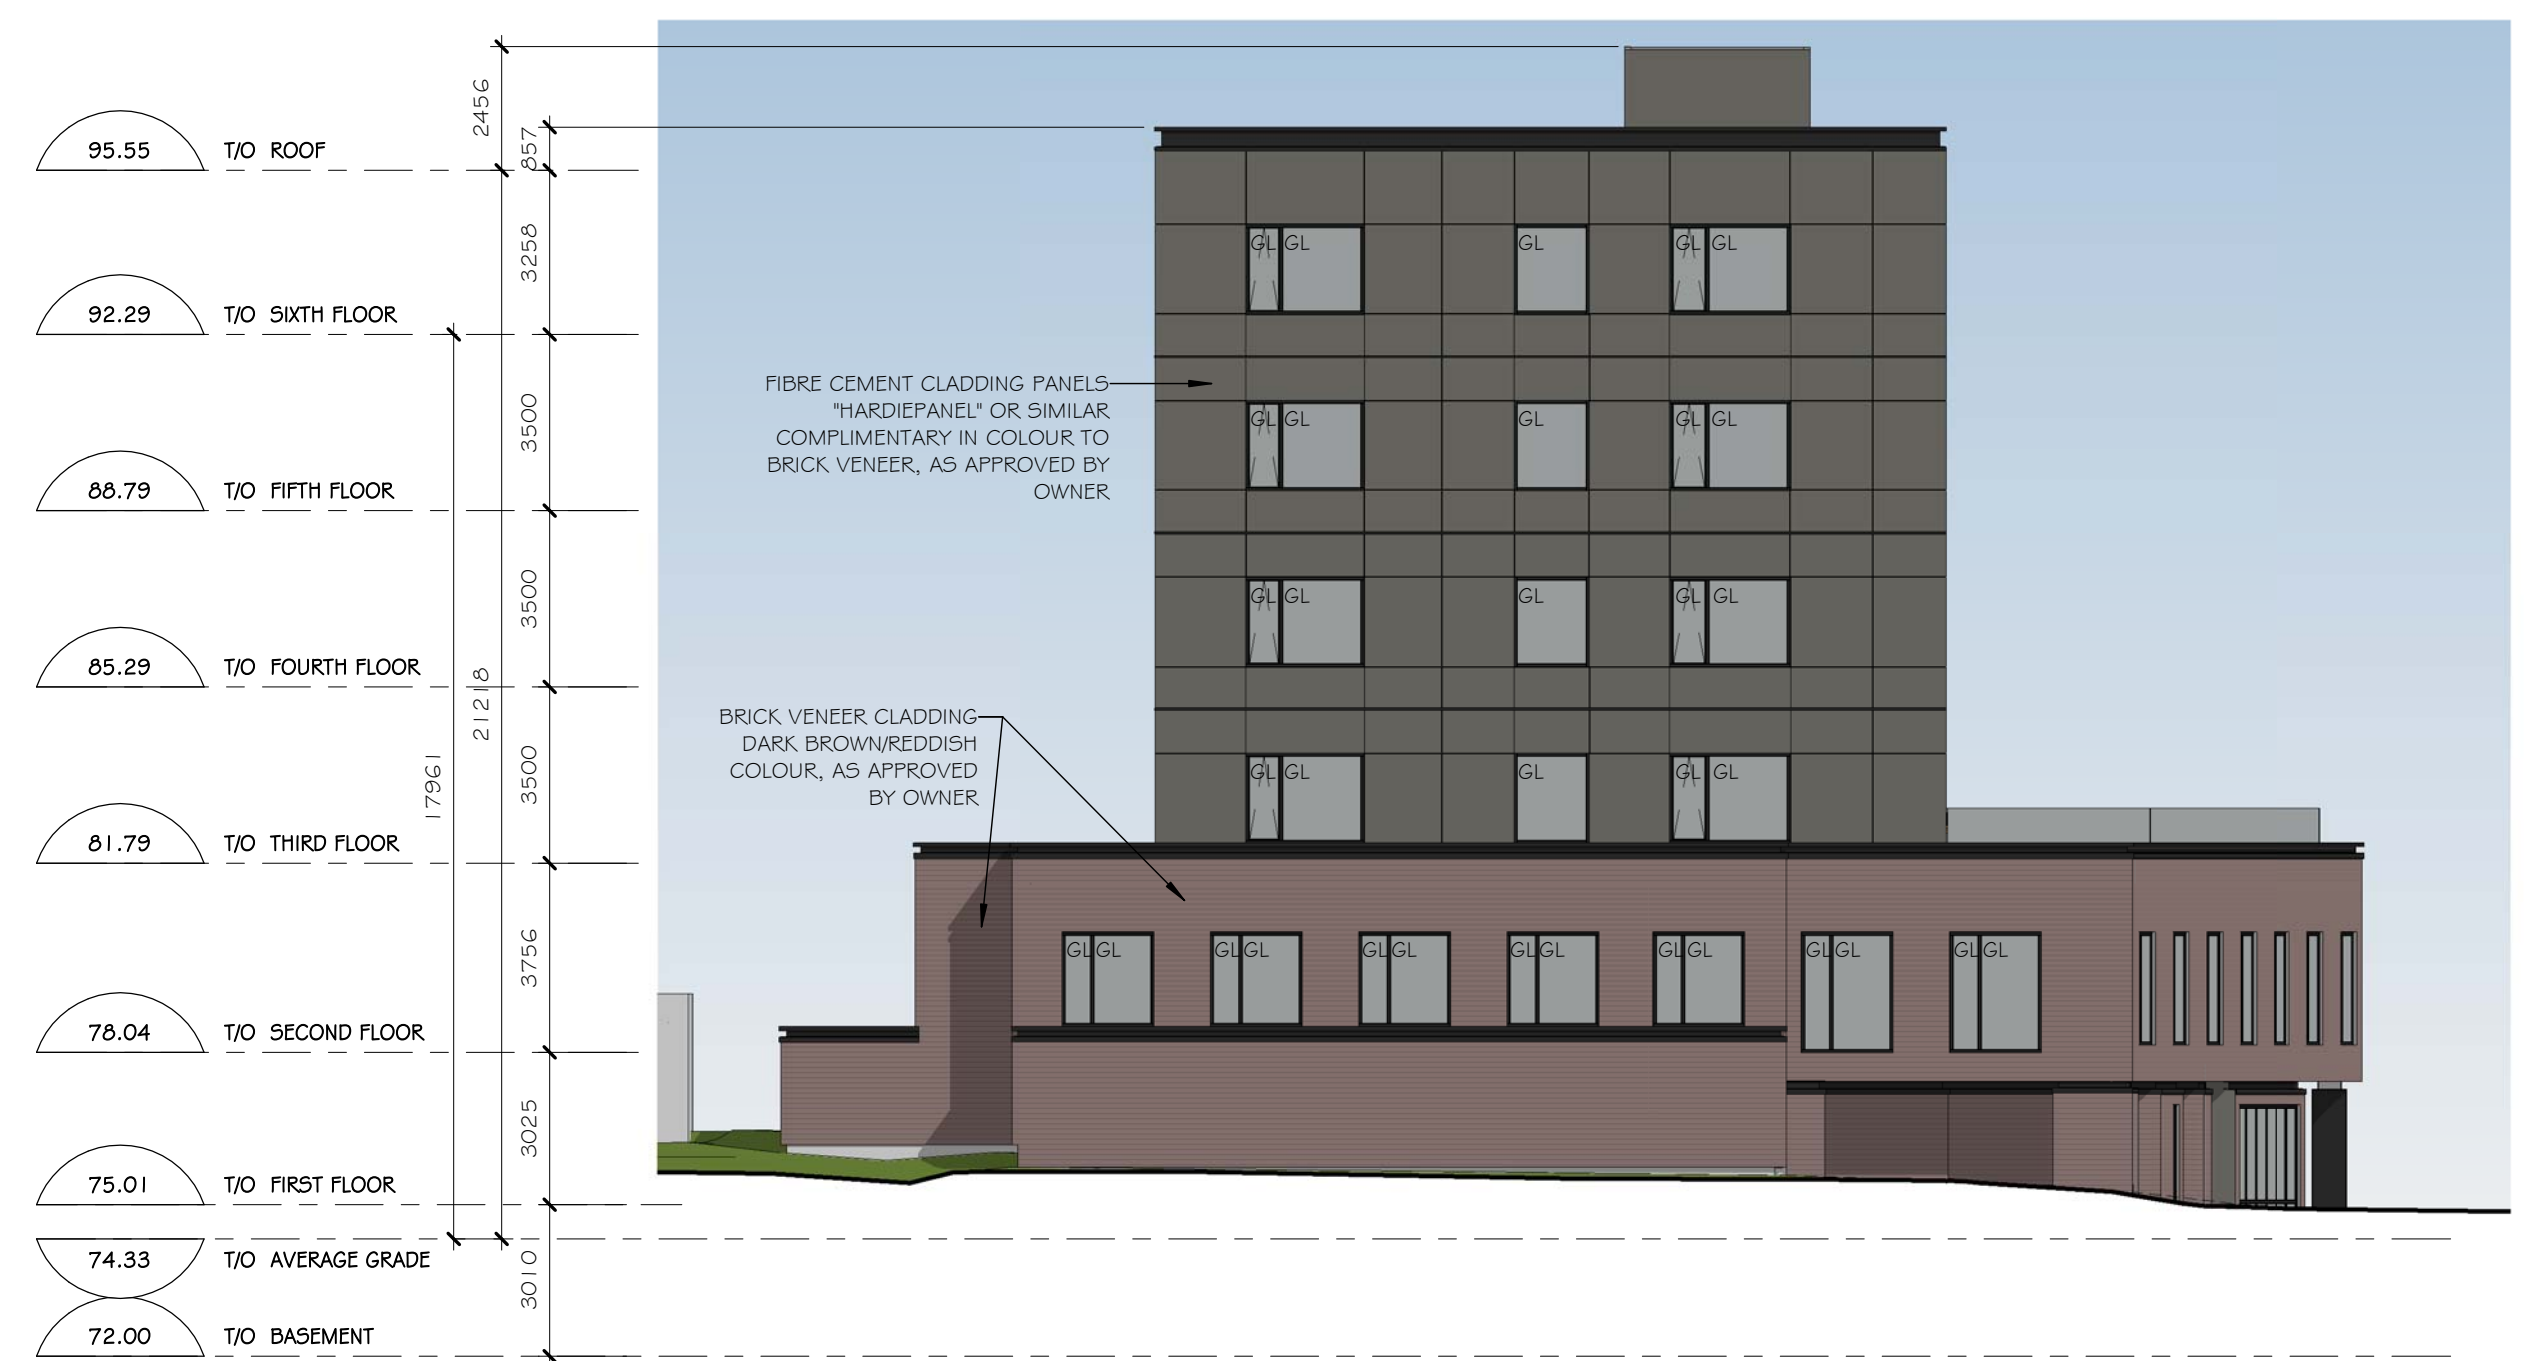 2456
857
95.55 T/O ROOF
3258
92.29 T/O SIXTH FLOOR
3500
88.79 T/O FIFTH FLOOR
3500
85.29 T/O FOURTH FLOOR
21218
17961
3500
81.79 T/O THIRD FLOOR
3756
78.04 T/O SECOND FLOOR
3025
75.01 T/O FIRST FLOOR
74.33 T/O AVERAGE GRADE
3010
72.00 T/O BASEMENT
FIBRE CEMENT CLADDING PANELS
"HARDIEPANEL" OR SIMILAR
COMPLIMENTARY IN COLOUR TO
BRICK VENEER, AS APPROVED BY
OWNER
BRICK VENEER CLADDING
DARK BROWN/REDDISH
COLOUR, AS APPROVED
BY OWNER
GL GL GL GL GL
GL GL GL GL GL
GL GL GL GL GL
GL GL GL GL GL
GL GL GL GL GL GL GL GL GL GL GL GL GL GL